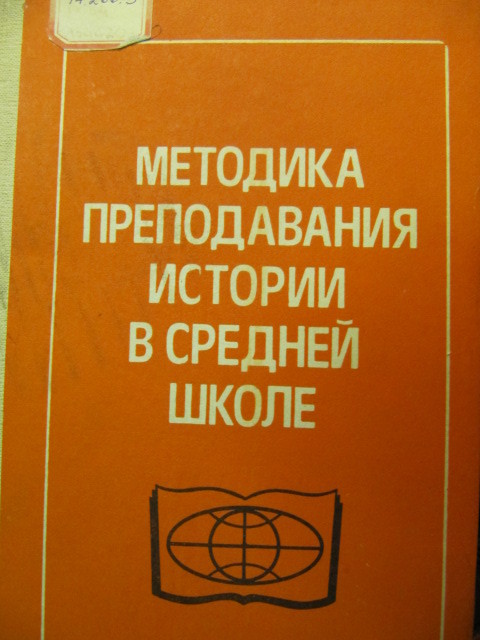 МЕТОДИКА
ПРЕПОДАВАНИЯ
ИСТОРИИ
В СРЕДНЕЙ
ШКОЛЕ